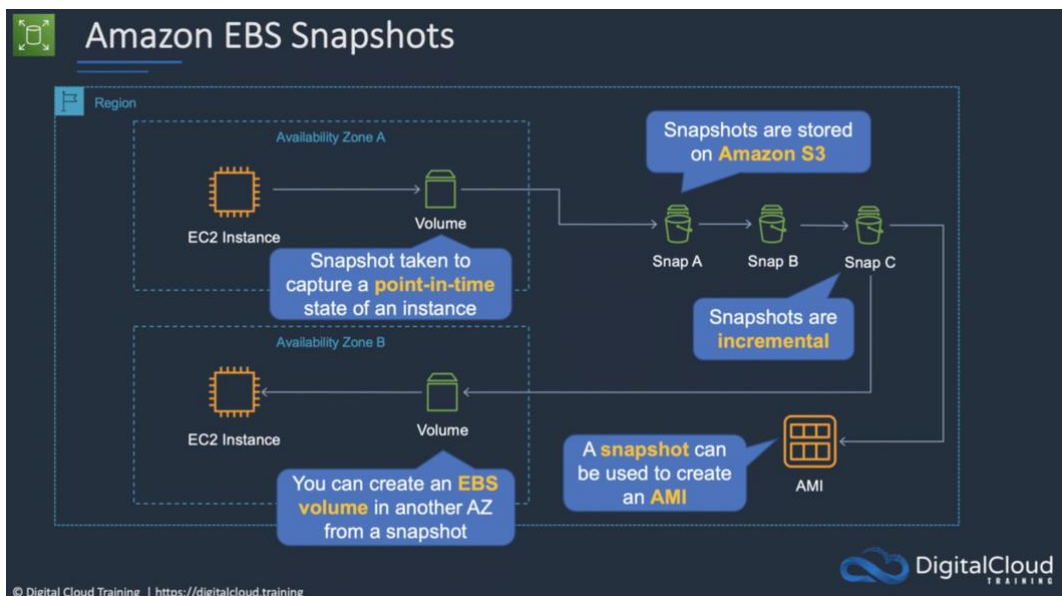 Amazon EBS Snapshots
Region
Availability Zone A
EC2 Instance
Volume
Snapshot taken to
capture a point-in-time
state of an instance
Snapshots are stored
on Amazon S3
Snap A
Snap B
Snap C
Snapshots are
incremental
Availability Zone B
EC2 Instance
Volume
You can create an EBS
volume in another AZ
from a snapshot
A snapshot can
be used to create
an AMI
AMI
DigitalCloud
TRAINING
© Digital Cloud Training | https://digitalcloud.training